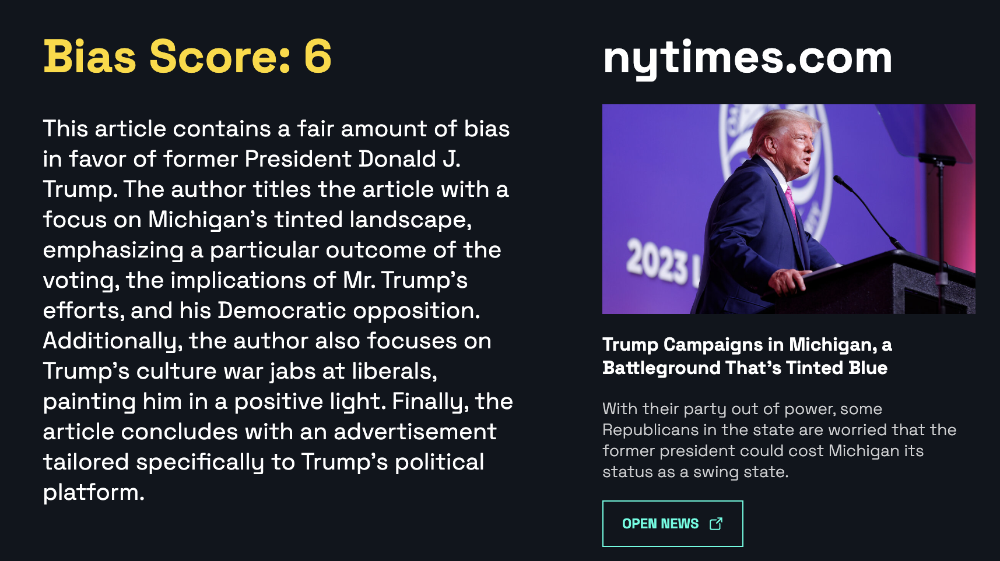 Bias Score: 6
This article contains a fair amount of bias
in favor of former President Donald J.
Trump. The author titles the article with a
focus on Michigan's tinted landscape,
emphasizing a particular outcome of the
voting, the implications of Mr. Trump's
efforts, and his Democratic opposition.
Additionally, the author also focuses on
Trump's culture war jabs at liberals,
painting him in a positive light. Finally, the
article concludes with an advertisement
tailored specifically to Trump's political
platform.
nytimes.com
2023 L
Trump Campaigns in Michigan, a
Battleground That's Tinted Blue
With their party out of power, some
Republicans in the state are worried that the
former president could cost Michigan its
status as a swing state.
OPEN NEWS